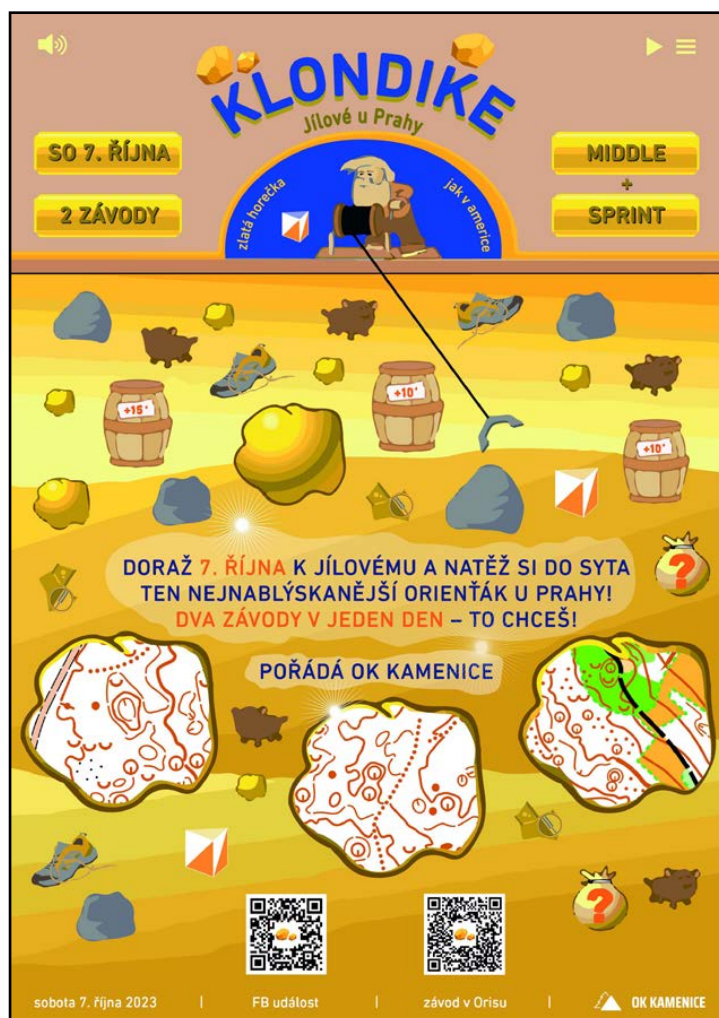 KLONDIKE
Jílové u Prahy
SO 7. ŘÍJNA
MIDDLE
+
2 ZÁVODY
SPRINT
zlatá horečka
jak v americe
+15'
+10'
+10'
DORAŽ 7. ŘÍJNA K JÍLOVÉMU A NATĚŽ SI DO SYTA
TEN NEJNABLÝSKANĚJŠÍ ORIENŤÁK U PRAHY!
DVA ZÁVODY V JEDEN DEN – TO CHCEŠ!
?
POŘÁDÁ OK KAMENICE
?
sobota 7. října 2023 | FB událost | závod v Orisu | OK KAMENICE